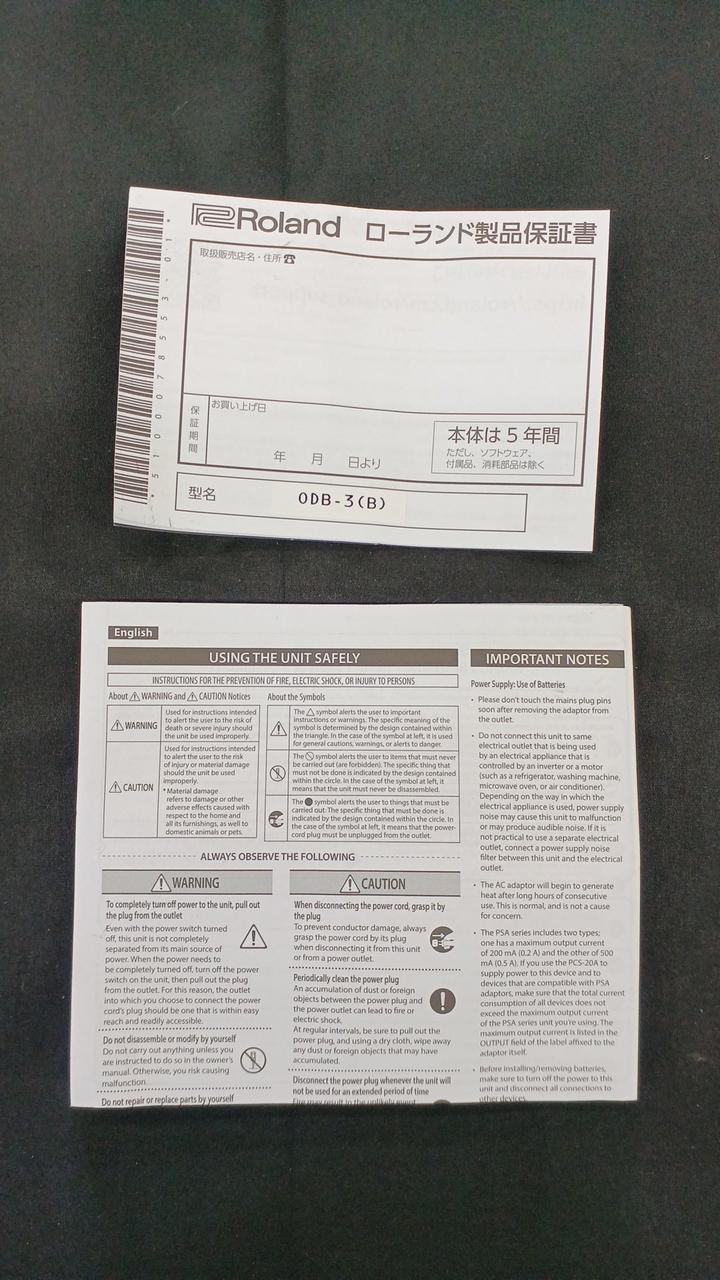 Roland ローランド製品保証書
取扱販売店名・住所☎
保証期間
お買い上げ日
年 月 日より
本体は5年間
ただし、ソフトウェア、
付属品、消耗部品は除く
型名
ODB-3(B)
*5100078553-01*
English
USING THE UNIT SAFELY
INSTRUCTIONS FOR THE PREVENTION OF FIRE, ELECTRIC SHOCK, OR INJURY TO PERSONS
About ⚠ WARNING and ⚠ CAUTION Notices
⚠ WARNING
Used for instructions intended
to alert the user to the risk of
death or severe injury should
the unit be used improperly.
⚠ CAUTION
Used for instructions intended
to alert the user to the risk
of injury or material damage
should the unit be used
improperly.
* Material damage
refers to damage or other
adverse effects caused with
respect to the home and
all its furnishings, as well to
domestic animals or pets.
About the Symbols
The △ symbol alerts the user to important
instructions or warnings. The specific meaning of the
symbol is determined by the design contained within
the triangle. In the case of the symbol at left, it is used
for general cautions, warnings, or alerts to danger.
The ⃠ symbol alerts the user to items that must never
be carried out (are forbidden). The specific thing that
must not be done is indicated by the design contained
within the circle. In the case of the symbol at left, it
means that the unit must never be disassembled.
The ● symbol alerts the user to things that must be
carried out. The specific thing that must be done is
indicated by the design contained within the circle. In
the case of the symbol at left, it means that the power-
cord plug must be unplugged from the outlet.
ALWAYS OBSERVE THE FOLLOWING
⚠ WARNING
To completely turn off power to the unit, pull out
the plug from the outlet
Even with the power switch turned
off, this unit is not completely
separated from its main source of
power. When the power needs to
be completely turned off, turn off the power
switch on the unit, then pull out the plug
from the outlet. For this reason, the outlet
into which you choose to connect the power
cord's plug should be one that is within easy
reach and readily accessible.
Do not disassemble or modify by yourself
Do not carry out anything unless you
are instructed to do so in the owner's
manual. Otherwise, you risk causing
malfunction.
Do not repair or replace parts by yourself
⚠ CAUTION
When disconnecting the power cord, grasp it by
the plug
To prevent conductor damage, always
grasp the power cord by its plug
when disconnecting it from this unit
or from a power outlet.
Periodically clean the power plug
An accumulation of dust or foreign
objects between the power plug and
the power outlet can lead to fire or
electric shock.
At regular intervals, be sure to pull out the
power plug, and using a dry cloth, wipe away
any dust or foreign objects that may have
accumulated.
Disconnect the power plug whenever the unit will
not be used for an extended period of time
Fire may result in the unlikely event
IMPORTANT NOTES
Power Supply: Use of Batteries
• Please don't touch the mains plug pins
soon after removing the adaptor from
the outlet.
• Do not connect this unit to same
electrical outlet that is being used
by an electrical appliance that is
controlled by an inverter or a motor
(such as a refrigerator, washing machine,
microwave oven, or air conditioner).
Depending on the way in which the
electrical appliance is used, power supply
noise may cause this unit to malfunction
or may produce audible noise. If it is
not practical to use a separate electrical
outlet, connect a power supply noise
filter between this unit and the electrical
outlet.
• The AC adaptor will begin to generate
heat after long hours of consecutive
use. This is normal, and is not a cause
for concern.
• The PSA series includes two types;
one has a maximum output current
of 200 mA (0.2 A) and the other of 500
mA (0.5 A). If you use the PCS-20A to
supply power to this device and to
devices that are compatible with PSA
adaptors, make sure that the total current
consumption of all devices does not
exceed the maximum output current
of the PSA series unit you're using. The
maximum output current is listed in the
OUTPUT field of the label affixed to the
adaptor itself.
• Before installing/removing batteries,
make sure to turn off the power to this
unit and disconnect all connections to
other devices.